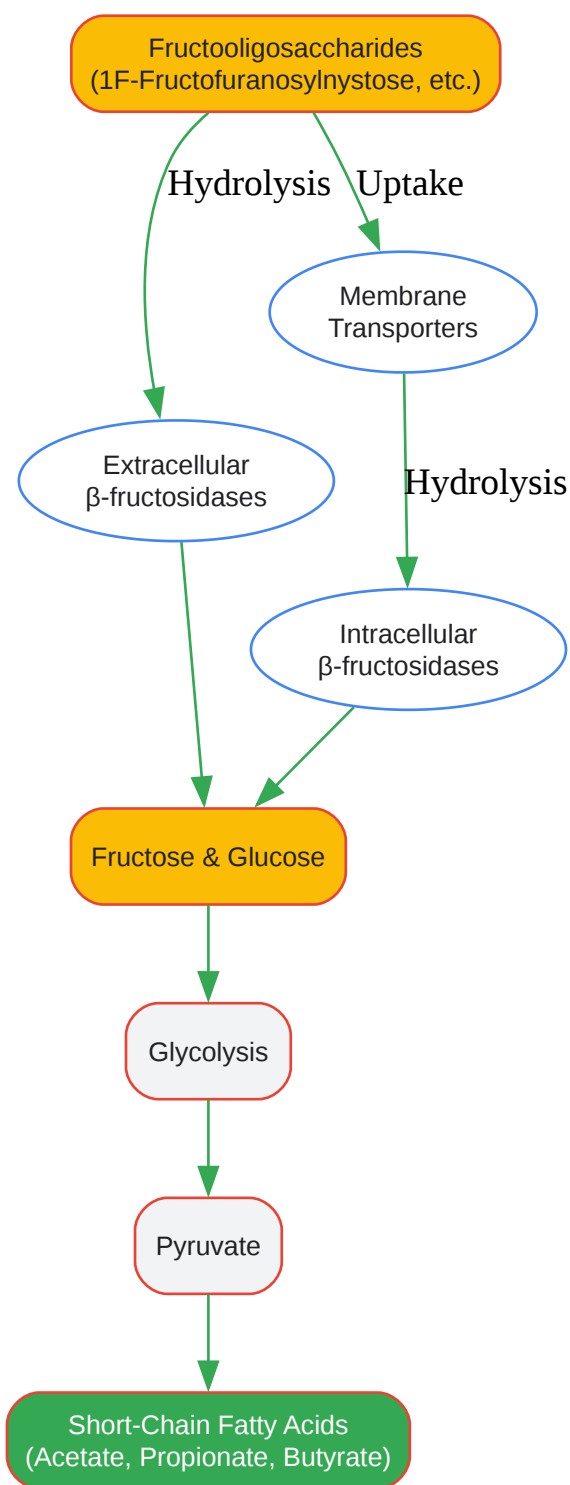 Fructooligosaccharides
(1F-Fructofuranosylnystose, etc.)
Hydrolysis
Uptake
Membrane
Transporters
Extracellular
β-fructosidases
Hydrolysis
Intracellular
β-fructosidases
Fructose & Glucose
Glycolysis
Pyruvate
Short-Chain Fatty Acids
(Acetate, Propionate, Butyrate)